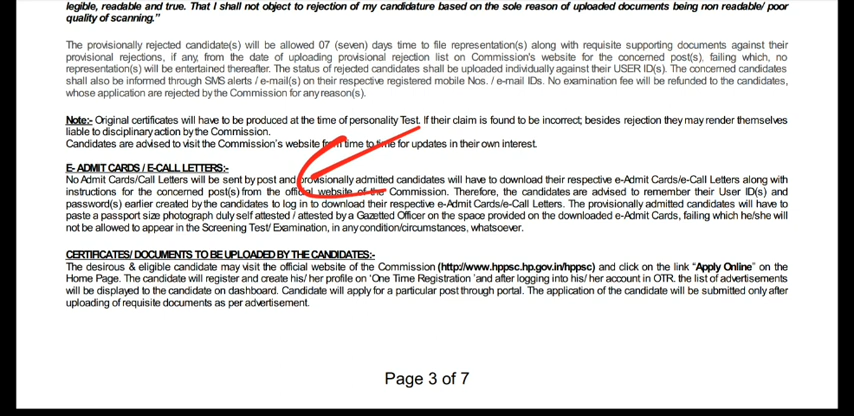 legible, readable and true. That I shall not object to rejection of my candidature based on the sole reason of uploaded documents being non readable/ poor
quality of scanning."
The provisionally rejected candidate(s) will be allowed 07 (seven) days time to file representation(s) along with requisite supporting documents against their
provisional rejections, if any, from the date of uploading provisional rejection list on Commission's website for the concerned post(s), failing which, no
representation(s) will be entertained thereafter. The status of rejected candidates shall be uploaded individually against their USER ID(s). The concerned candidates
shall also be informed through SMS alerts / e-mail(s) on their respective registered mobile Nos. / e-mail IDs. No examination fee will be refunded to the candidates,
whose application are rejected by the Commission for any reason(s).
Note:- Original certificates will have to be produced at the time of personality Test. If their claim is found to be incorrect; besides rejection they may render themselves
liable to disciplinary action by the Commission.
Candidates are advised to visit the Commission's website from time to time for updates in their own interest.
E- ADMIT CARDS / E-CALL LETTERS:-
No Admit Cards/Call Letters will be sent by post and provisionally admitted candidates will have to download their respective e-Admit Cards/e-Call Letters along with
instructions for the concerned post(s) from the official website of the Commission. Therefore, the candidates are advised to remember their User ID(s) and
password(s) earlier created by the candidates to log in to download their respective e-Admit Cards/e-Call Letters. The provisionally admitted candidates will have to
paste a passport size photograph duly self attested / attested by a Gazetted Officer on the space provided on the downloaded e-Admit Cards, failing which he/she will
not be allowed to appear in the Screening Test/ Examination, in any condition/circumstances, whatsoever.
CERTIFICATES/ DOCUMENTS TO BE UPLOADED BY THE CANDIDATES:-
The desirous & eligible candidate may visit the official website of the Commission (http://www.hppsc.hp.gov.in/hppsc) and click on the link "Apply Online" on the
Home Page. The candidate will register and create his/ her profile on 'One Time Registration 'and after logging into his/ her account in OTR. the list of advertisements
will be displayed to the candidate on dashboard. Candidate will apply for a particular post through portal. The application of the candidate will be submitted only after
uploading of requisite documents as per advertisement.
Page 3 of 7